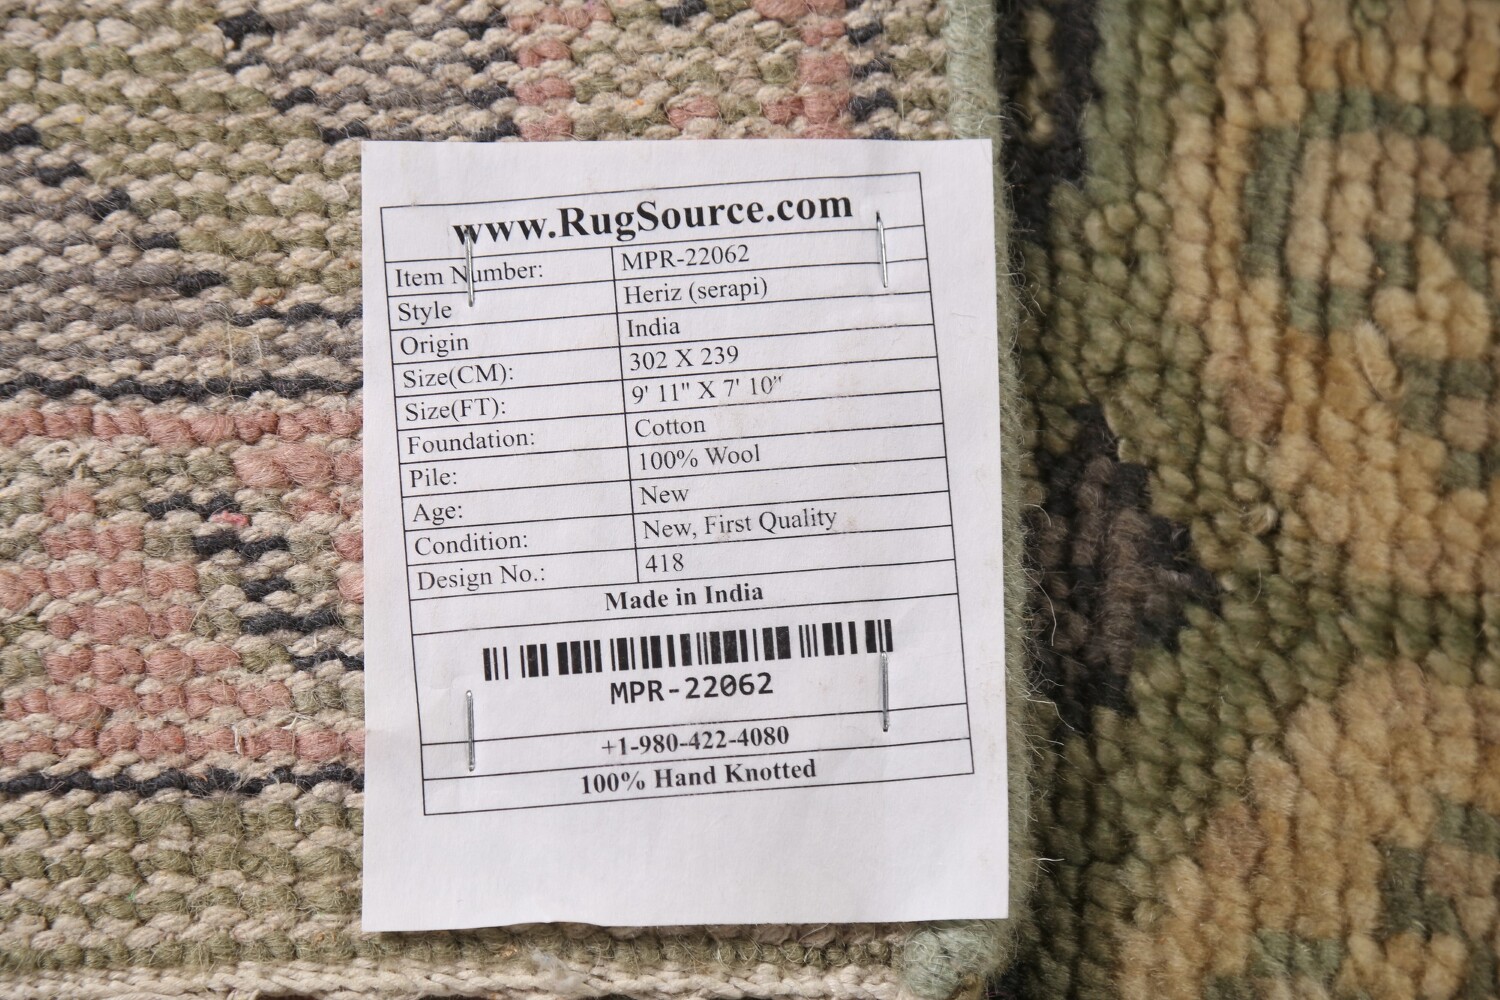 www.RugSource.com
Item Number: MPR-22062
Style Heriz (serapi)
Origin India
Size(CM): 302 X 239
Size(FT): 9' 11" X 7' 10"
Foundation: Cotton
Pile: 100% Wool
Age: New
Condition: New, First Quality
Design No.: 418
Made in India
MPR-22062
+1-980-422-4080
100% Hand Knotted